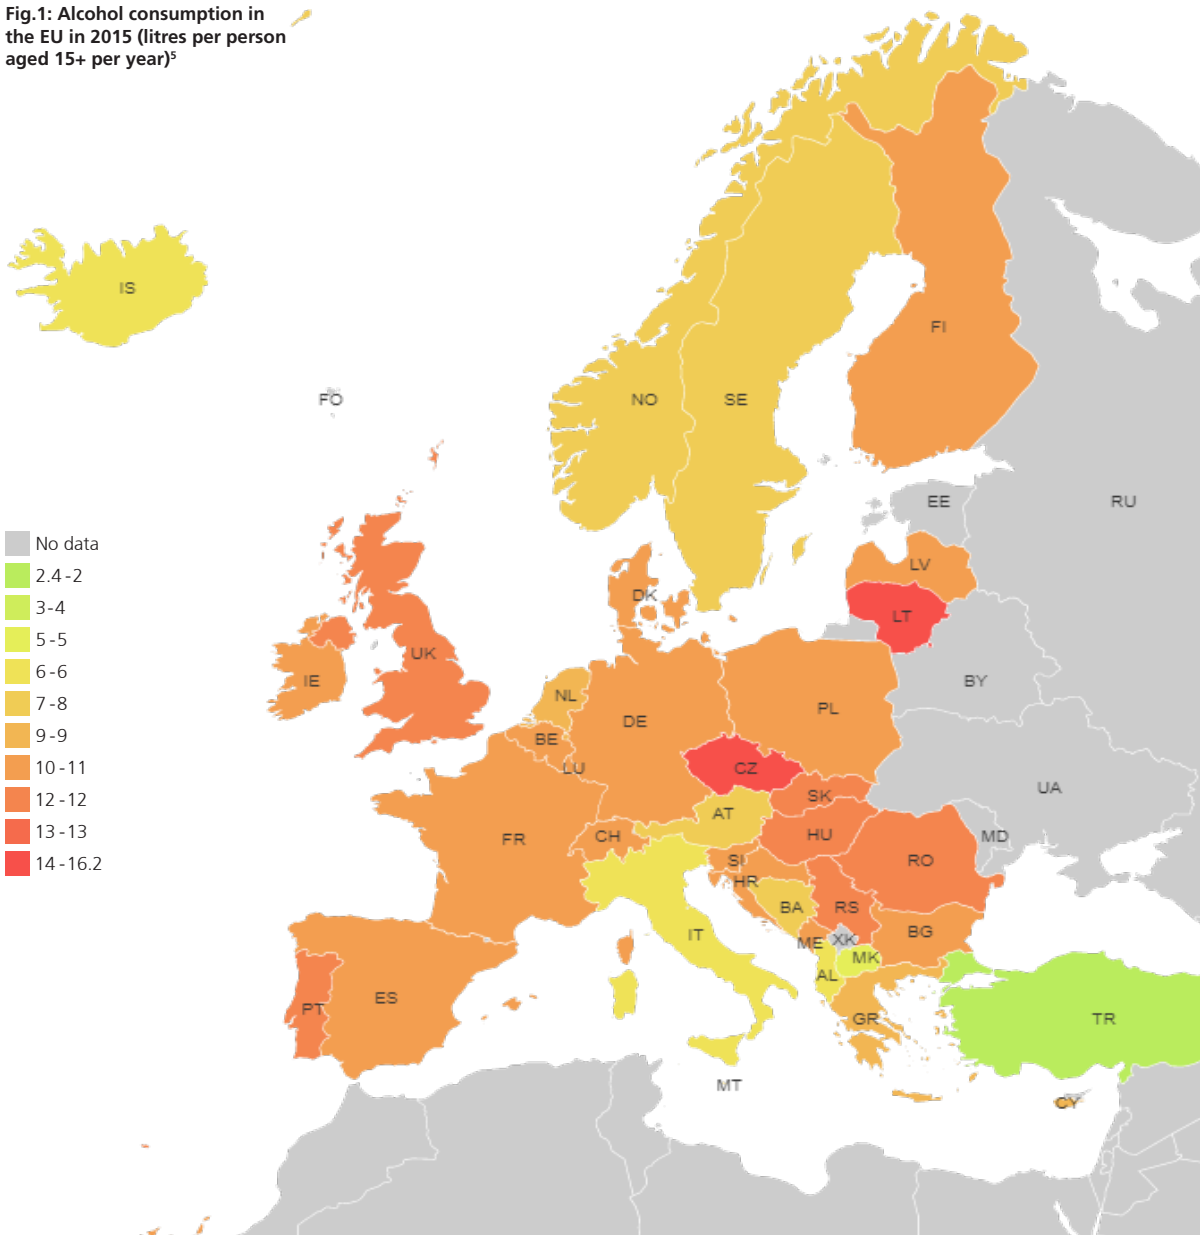 Fig.1: Alcohol consumption in
the EU in 2015 (litres per person
aged 15+ per year)⁵
IS
FO
NO
SE
FI
EE
RU
No data
2.4 - 2
3 - 4
5 - 5
6 - 6
7 - 8
9 - 9
10 - 11
12 - 12
13 - 13
14 - 16.2
LV
DK
LT
UK
IE
NL
BY
DE
PL
BE
LU
CZ
UA
SK
AT
FR
CH
HU
MD
SI
RO
HR
BA
RS
IT
ME
XK
BG
MK
AL
PT
ES
GR
TR
MT
CY